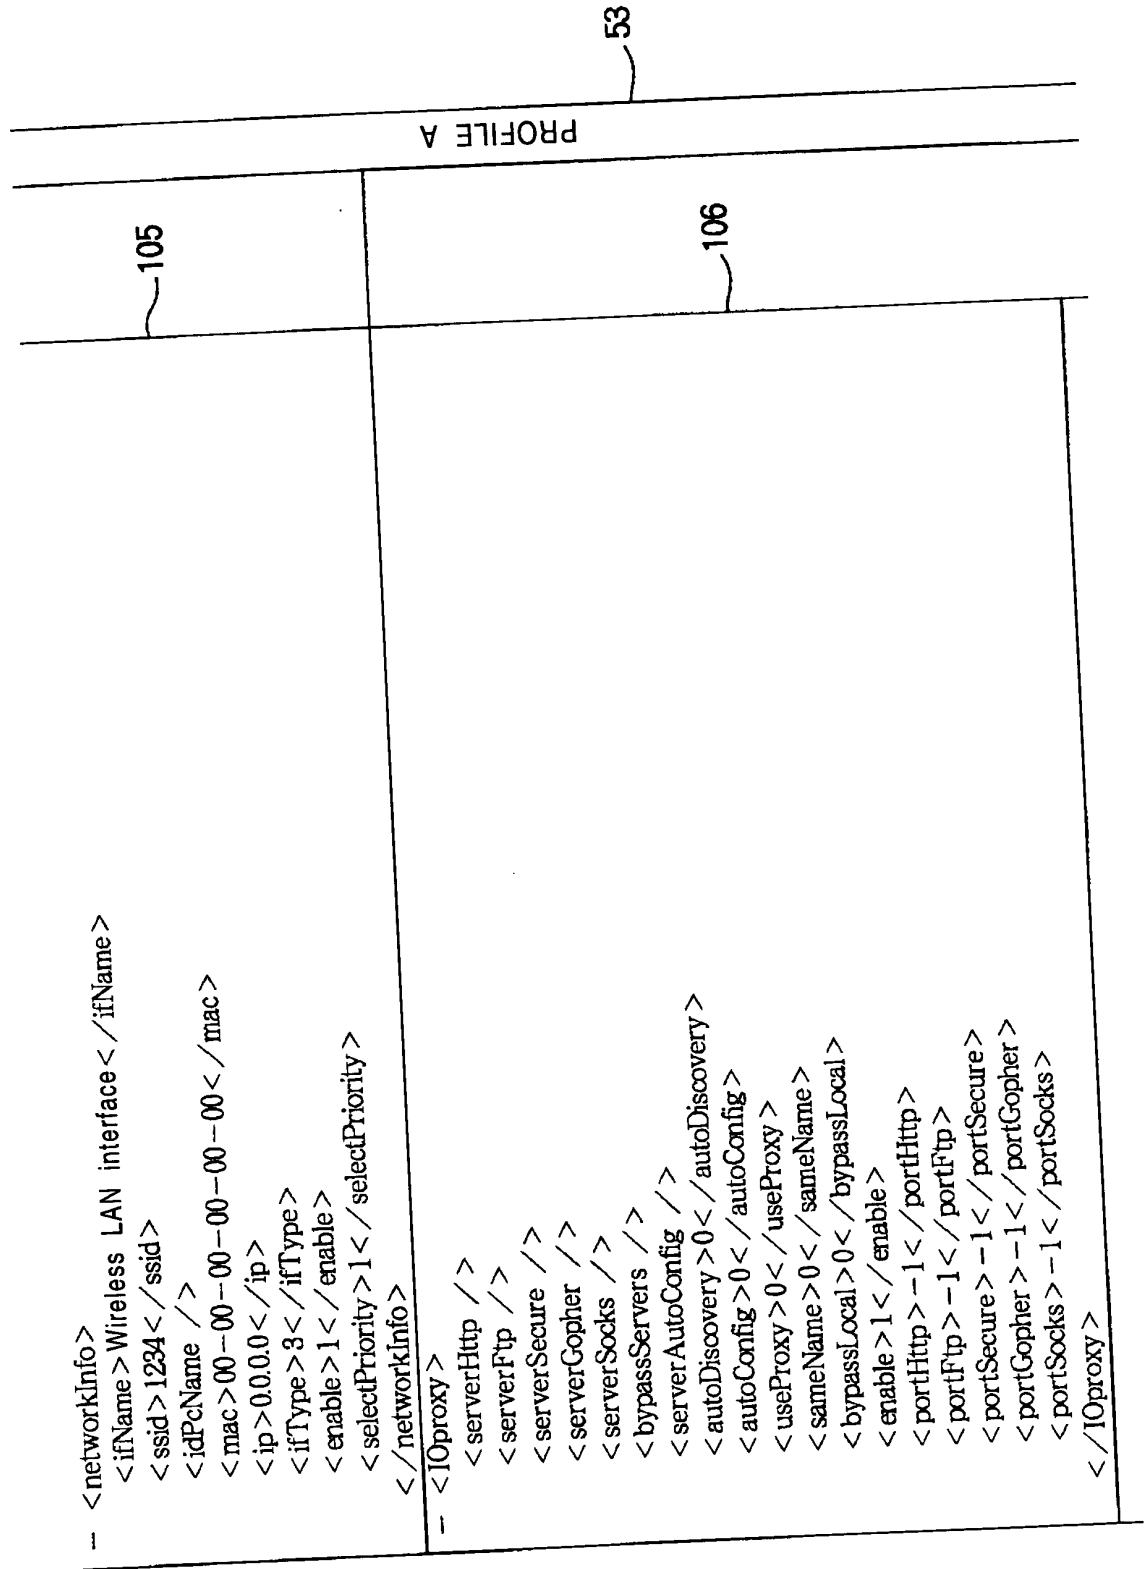 - <networkInfo>
<ifName>Wireless LAN interface</ifName>
<ssid>1234</ssid>
<idPcName />
<mac>00-00-00-00-00-00</mac>
<ip>0.0.0.0</ip>
<ifType>3</ifType>
<enable>1</enable>
<selectPriority>1</selectPriority>
</networkInfo>
105
- <IOproxy>
<serverHttp />
<serverFtp />
<serverSecure />
<serverGopher />
<serverSocks />
<bypassServers />
<serverAutoConfig />
<autoDiscovery>0</autoDiscovery>
<autoConfig>0</autoConfig>
<useProxy>0</useProxy>
<sameName>0</sameName>
<bypassLocal>0</bypassLocal>
<enable>1</enable>
<portHttp>-1</portHttp>
<portFtp>-1</portFtp>
<portSecure>-1</portSecure>
<portGopher>-1</portGopher>
<portSocks>-1</portSocks>
</IOproxy>
106
PROFILE A
53